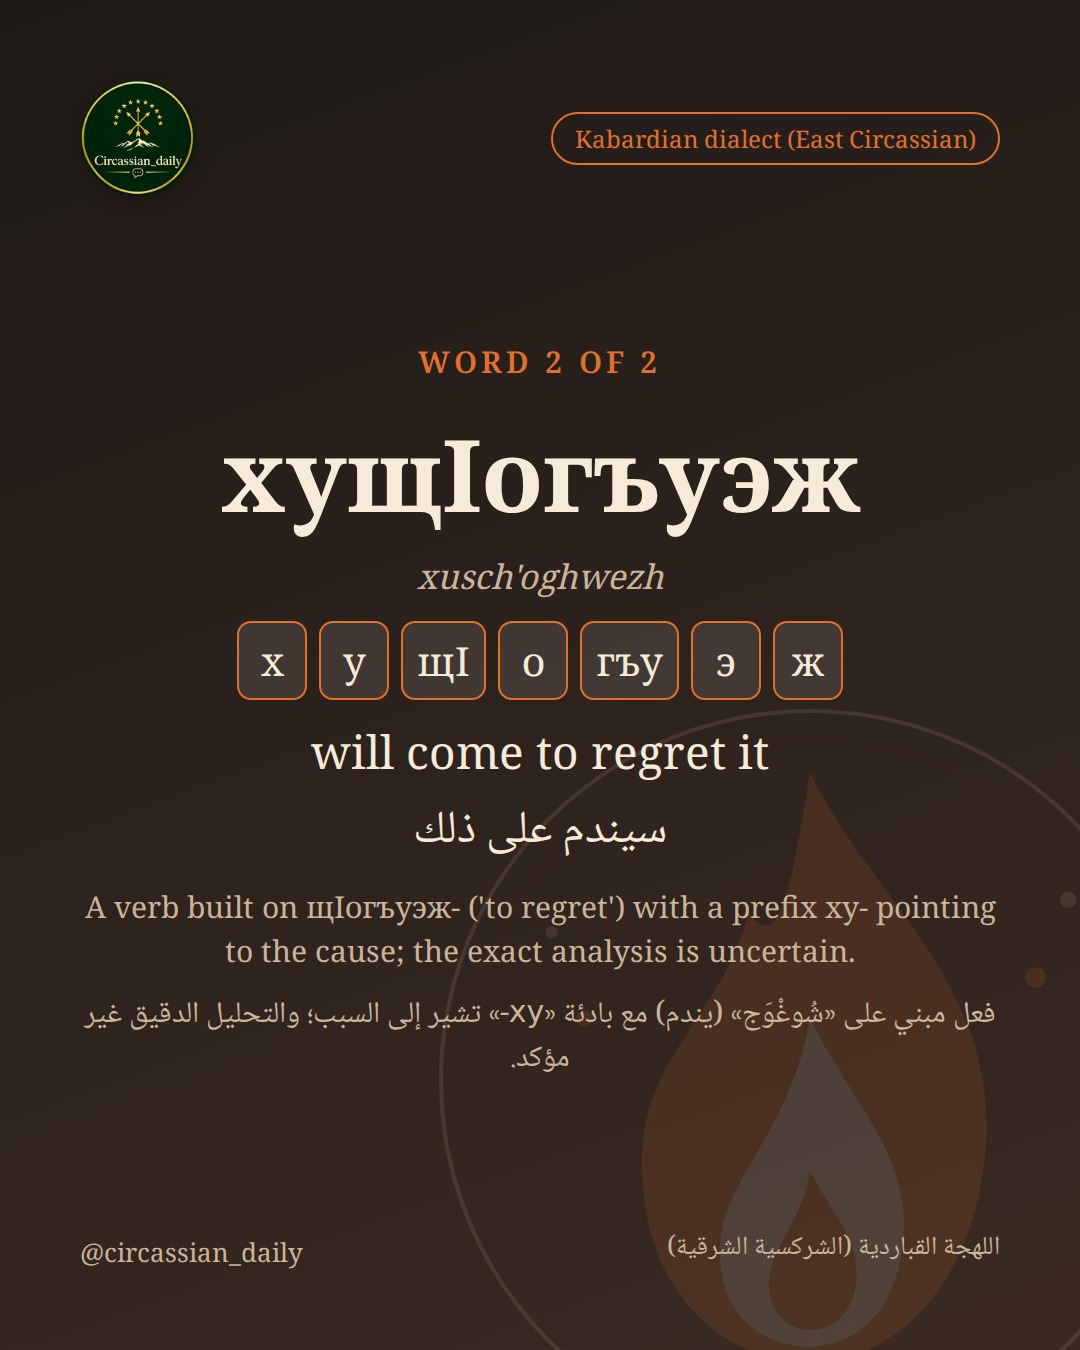 Circassian_daily
Kabardian dialect (East Circassian)
WORD 2 OF 2
хущӀогъуэж
xusch'oghwezh
х у щӀ о гъу э ж
will come to regret it
سيندم على ذلك
A verb built on щӀогъуэж- ('to regret') with a prefix ху- pointing
to the cause; the exact analysis is uncertain.
فعل مبني على «شُوغْوَج» (يندم) مع بادئة «ху-» تشير إلى السبب؛ والتحليل الدقيق غير
مؤكد.
@circassian_daily
اللهجة القباردية (الشركسية الشرقية)